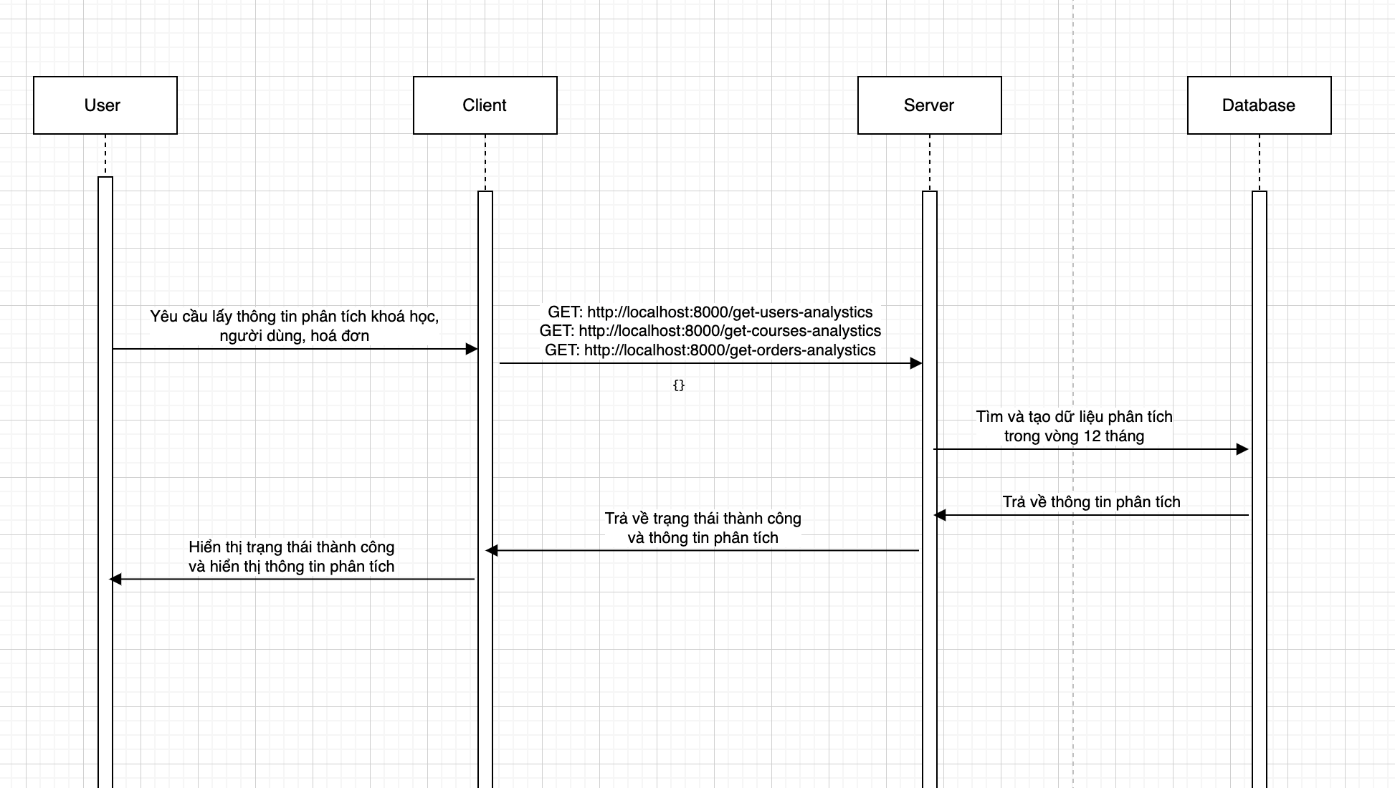 User
Client
Server
Database
Yêu cầu lấy thông tin phân tích khoá học,
người dùng, hoá đơn
GET: http://localhost:8000/get-users-analystics
GET: http://localhost:8000/get-courses-analystics
GET: http://localhost:8000/get-orders-analystics
{}
Tìm và tạo dữ liệu phân tích
trong vòng 12 tháng
Trả về thông tin phân tích
Trả về trạng thái thành công
và thông tin phân tích
Hiển thị trạng thái thành công
và hiển thị thông tin phân tích